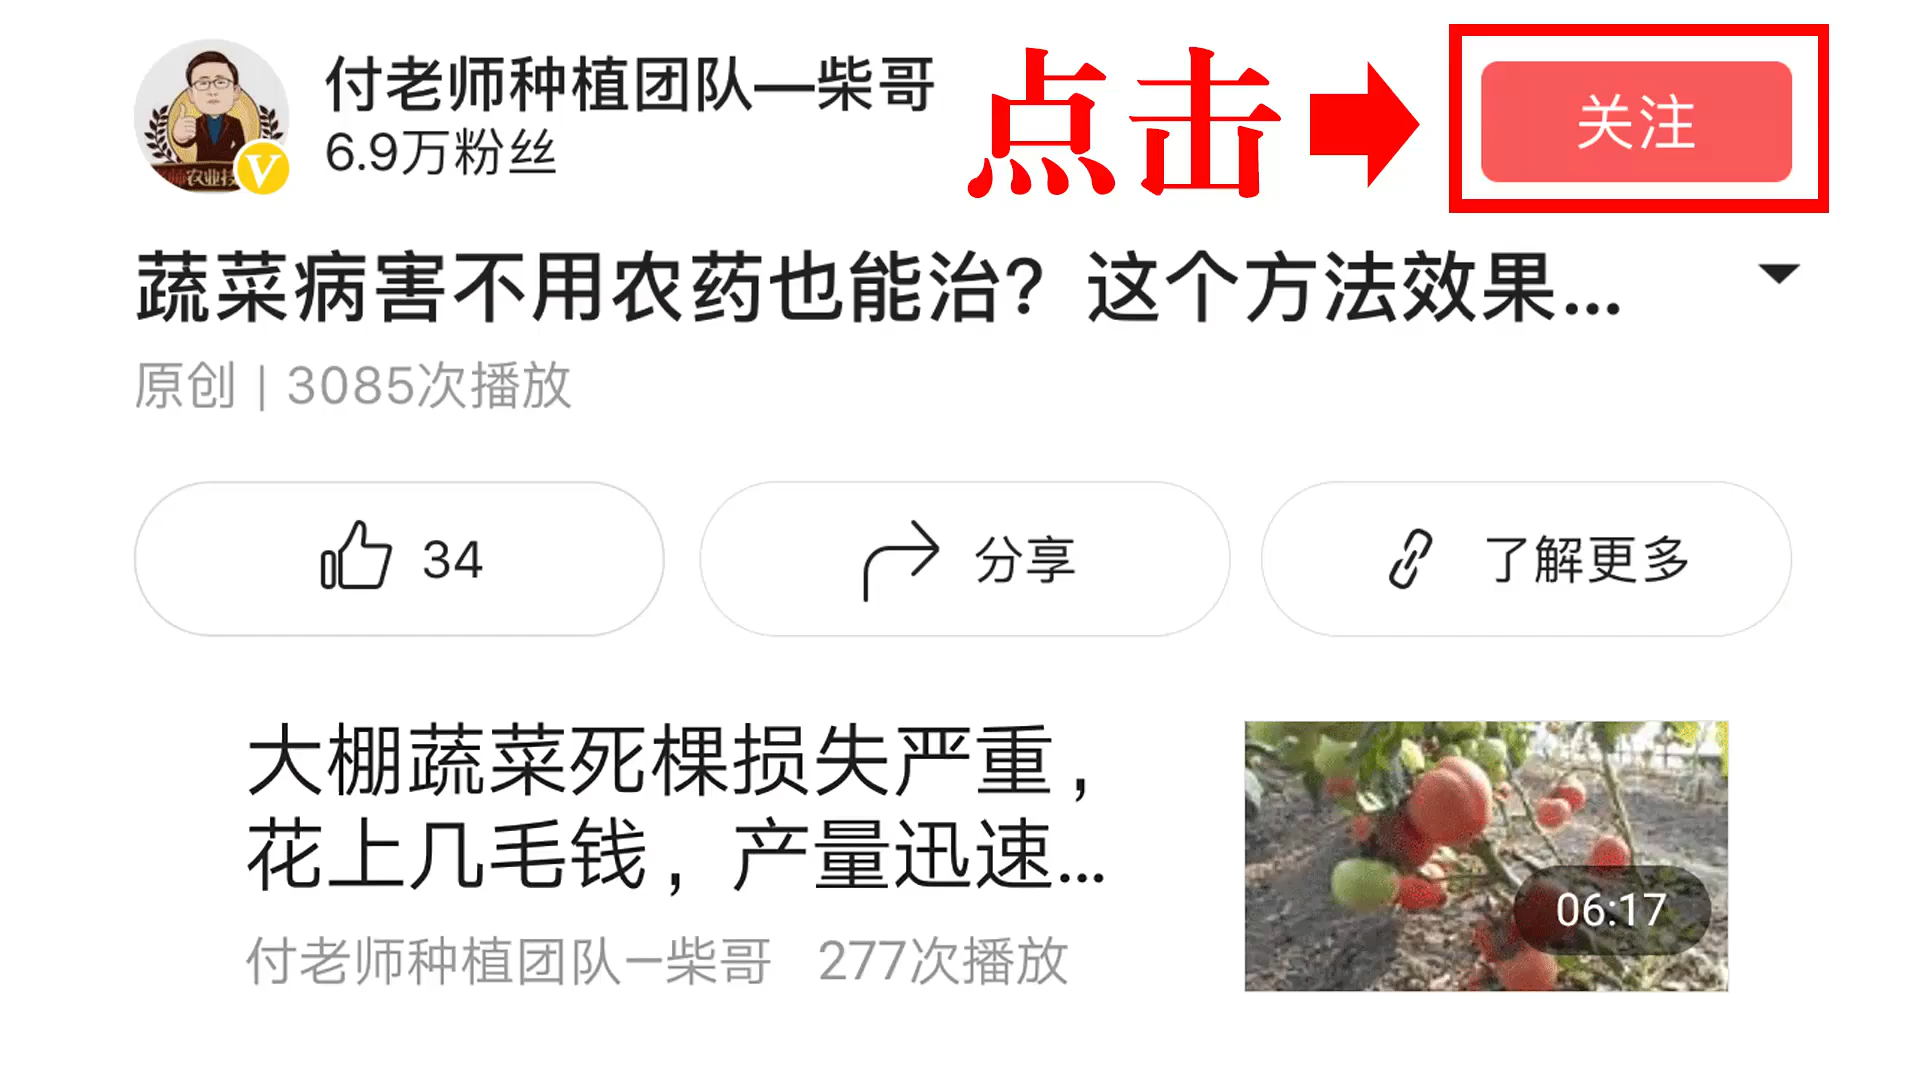 付老师种植团队—柴哥
6.9万粉丝
点击
关注
农业技
V
蔬菜病害不用农药也能治？这个方法效果...
原创 | 3085次播放
34
分享
了解更多
大棚蔬菜死棵损失严重，
花上几毛钱，产量迅速...
付老师种植团队—柴哥 277次播放
06:17